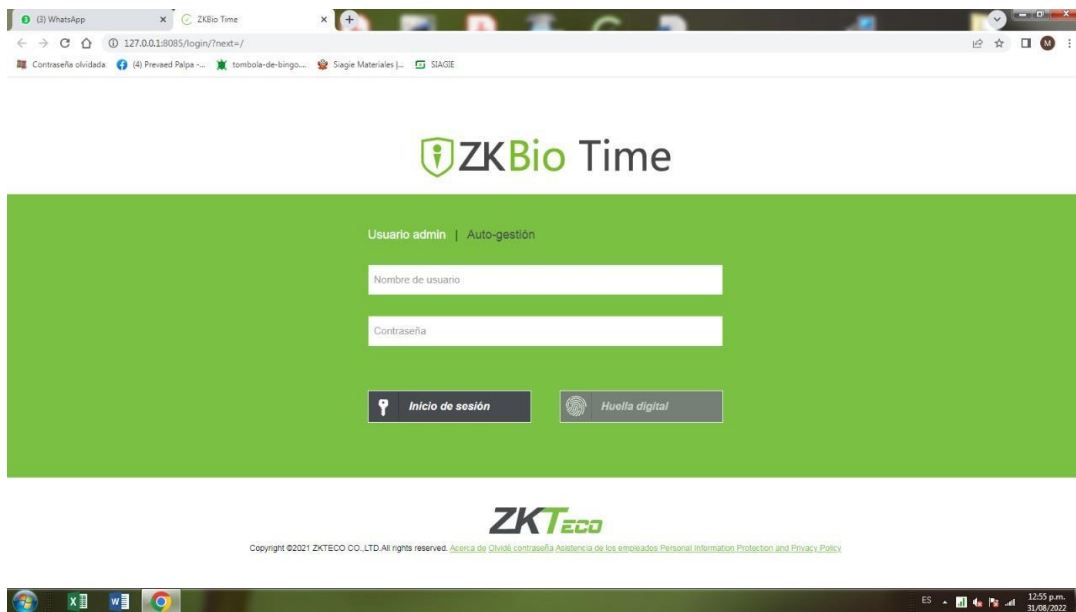 (3) WhatsApp
ZKBio Time
127.0.0.1:8085/login/?next=/
M
Contraseña olvidada
(4) Prevaed Palpa -...
tombola-de-bingo...
Siagie Materiales |...
SIAGIE
ZKBio Time
Usuario admin | Auto-gestión
Nombre de usuario
Contraseña
Inicio de sesión
Huella digital
ZKTECO
Copyright ©2021 ZKTECO CO.,LTD.All rights reserved. Acerca de Olvidé contraseña Asistencia de los empleados Personal Information Protection and Privacy Policy
ES
12:55 p.m.
31/08/2022